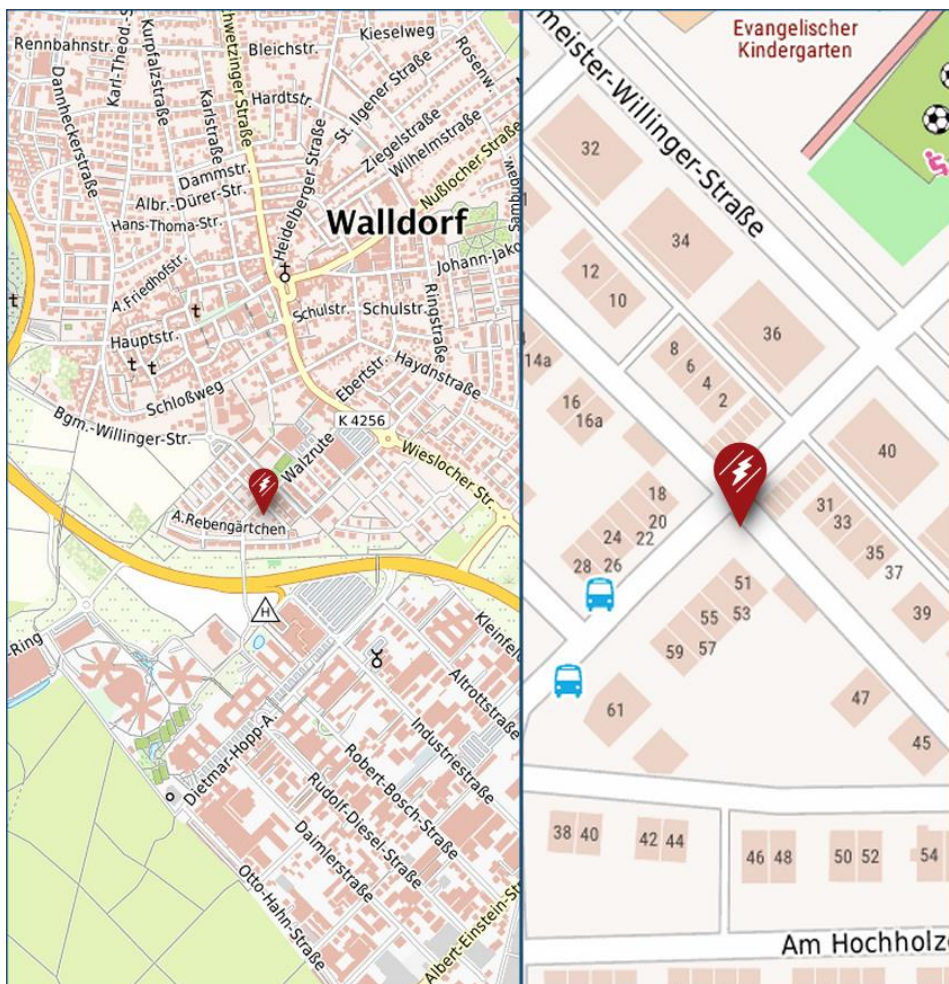 Rennbahnstr.
Karl-Theod.-S
Kurpfalzstraße
chwetzinger Straße
Bleichstr.
Kieselweg
Rosenw.
Dannheckerstraße
Karlstraße
Hardtstr.
St. Ilgener Straße
Ziegelstraße
Wilhelmstraße
Nußlocher Straße
Dammstr.
Albr.-Dürer-Str.
Hans-Thoma-Str.
Heidelberger Straße
Walldorf
Johann-Jako
A.Friedhofstr.
Schulstr.
Schulstr.
Ringstraße
Hauptstr.
Schloßweg
Ebertstr.
Haydnstraße
K 4256
Bgm.-Willinger-Str.
Walzrute
Wieslocher Str.
A.Rebengärtchen
H
-Ring
Kleinfel
Altrottstraße
Industriestraße
Dietmar-Hopp-A.
Robert-Bosch-Straße
Rudolf-Diesel-Straße
Daimlerstraße
Otto-Hahn-Straße
Albert-Einstein-Str
Evangelischer
Kindergarten
meister-Willinger-Straße
32
34
36
12
10
8
6
4
2
14a
16
16a
40
18
20
22
24
26
28
31
33
35
37
39
51
53
55
57
59
61
47
45
38 40
42 44
46 48
50 52
54
Am Hochholze